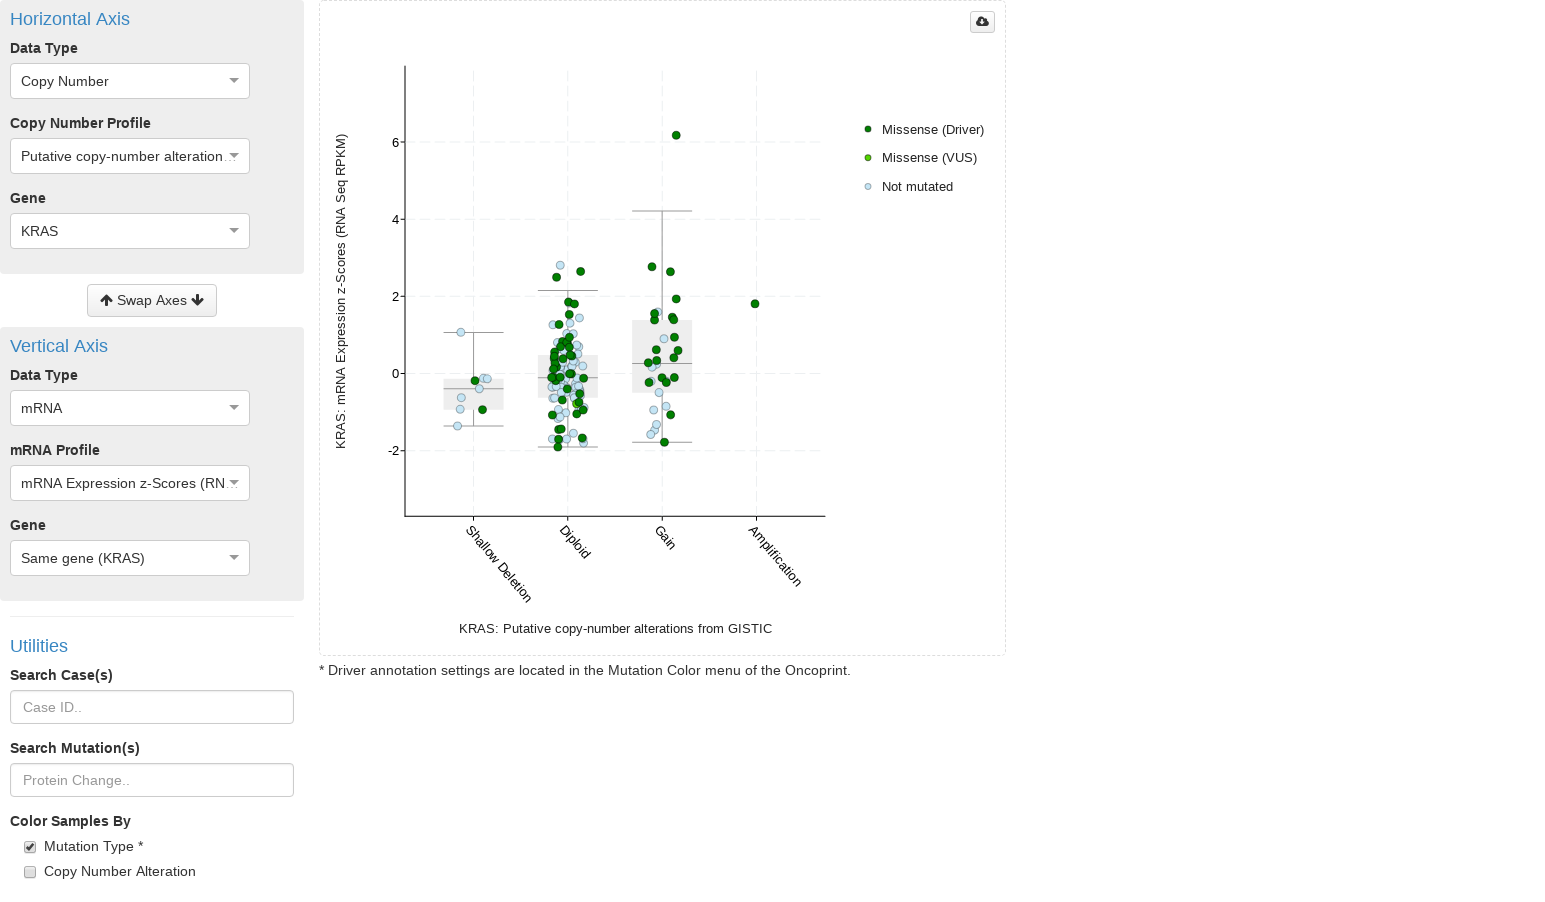 Horizontal Axis
Data Type
Copy Number
Copy Number Profile
Putative copy-number alteration...
Gene
KRAS
Swap Axes
Vertical Axis
Data Type
mRNA
mRNA Profile
mRNA Expression z-Scores (RN...
Gene
Same gene (KRAS)
Utilities
Search Case(s)
Case ID..
Search Mutation(s)
Protein Change..
Color Samples By
Mutation Type *
Copy Number Alteration
KRAS: mRNA Expression z-Scores (RNA Seq RPKM)
6
4
2
0
-2
Shallow Deletion
Diploid
Gain
Amplification
KRAS: Putative copy-number alterations from GISTIC
Missense (Driver)
Missense (VUS)
Not mutated
* Driver annotation settings are located in the Mutation Color menu of the Oncoprint.